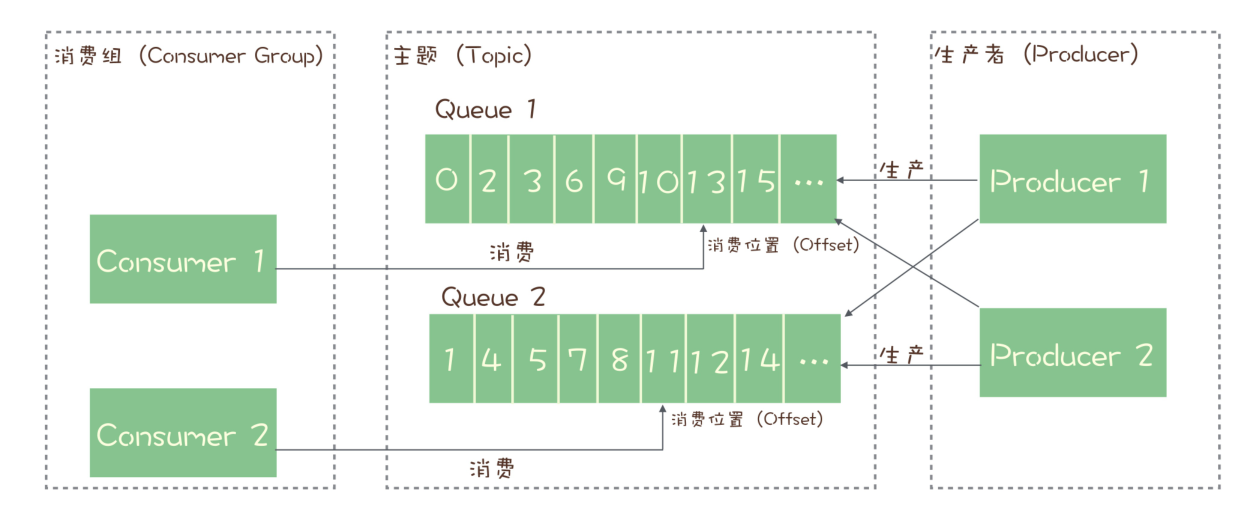 消费组 (Consumer Group)
主题 (Topic)
生产者 (Producer)
Queue 1
0 2 3 6 9 10 13 15 ...
生产
Producer 1
Consumer 1
消费
消费位置 (Offset)
Queue 2
1 4 5 7 8 11 12 14 ...
生产
Producer 2
Consumer 2
消费
消费位置 (Offset)